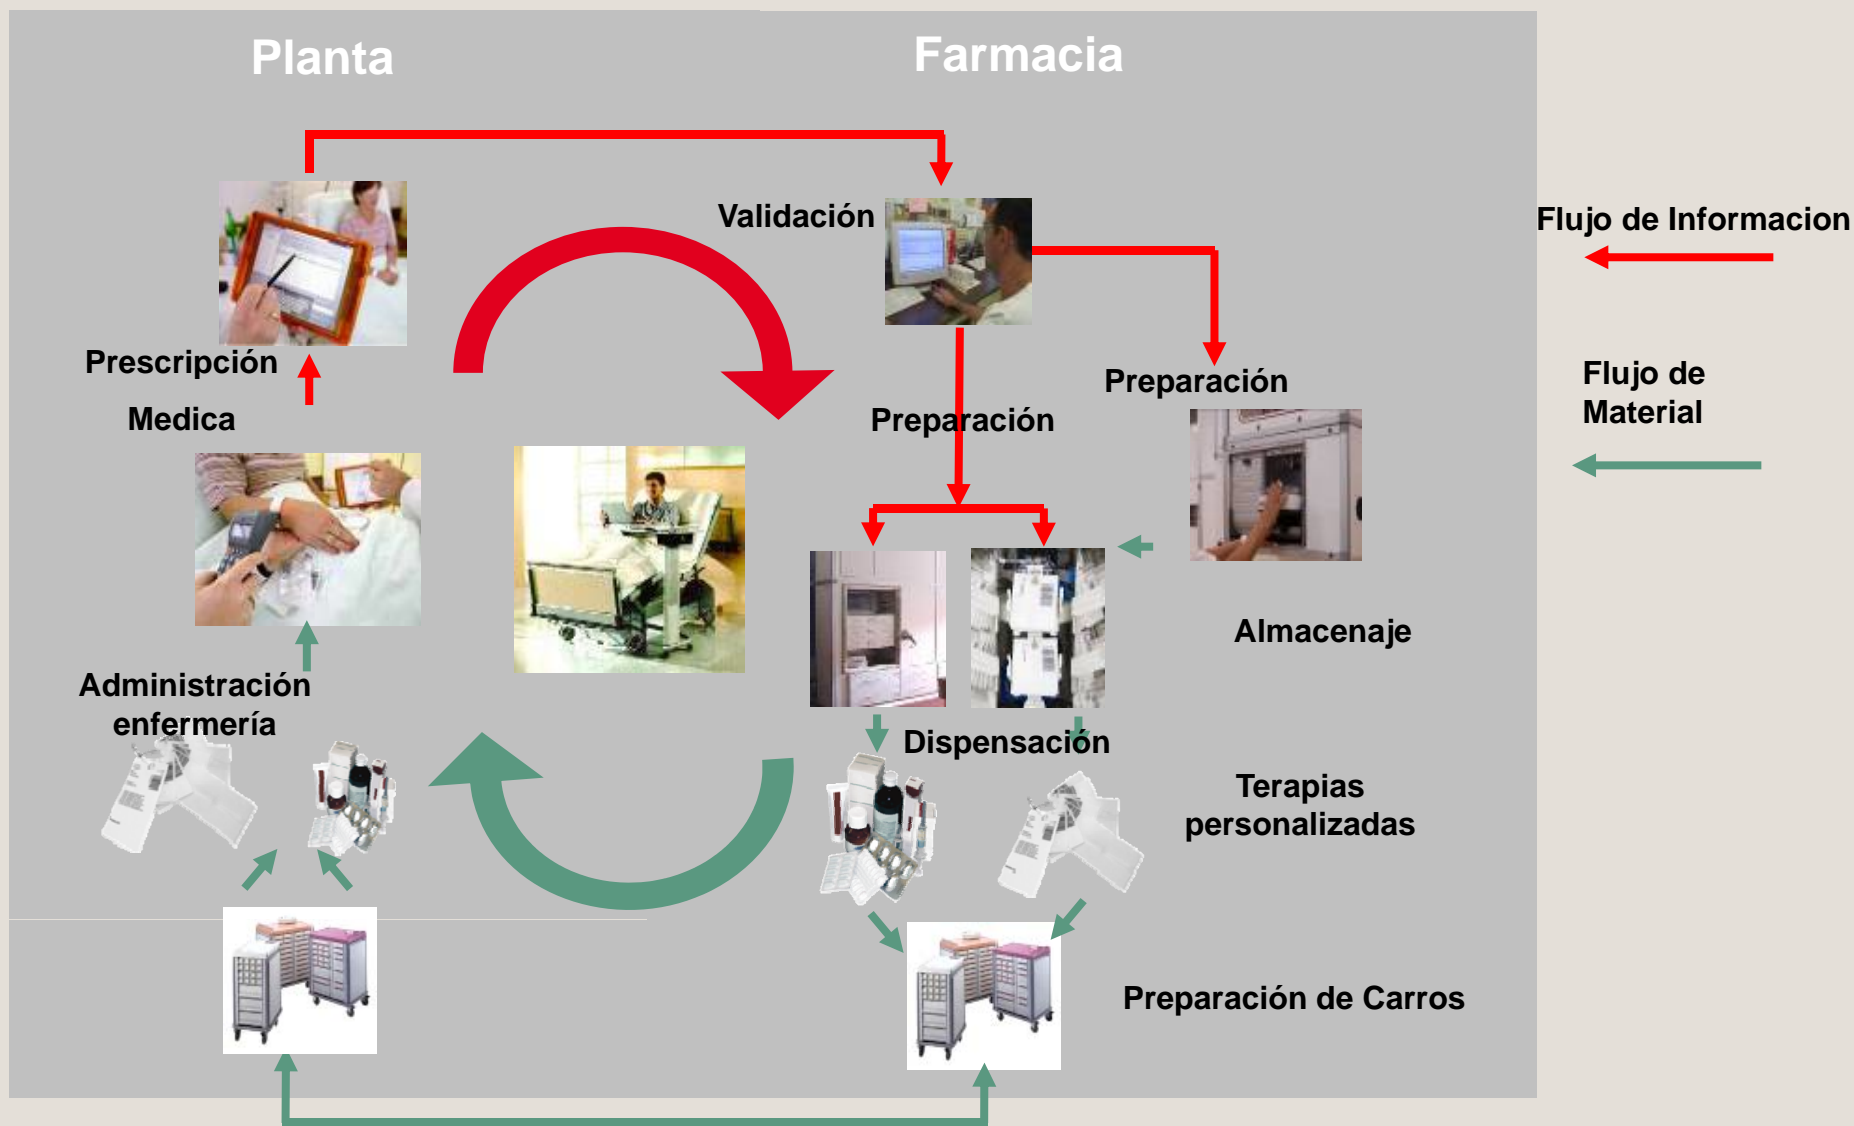 Planta
Farmacia
Validación
Flujo de Informacion
Prescripción
Medica
Preparación
Preparación
Flujo de
Material
Almacenaje
Administración
enfermería
Dispensación
Terapias
personalizadas
Preparación de Carros